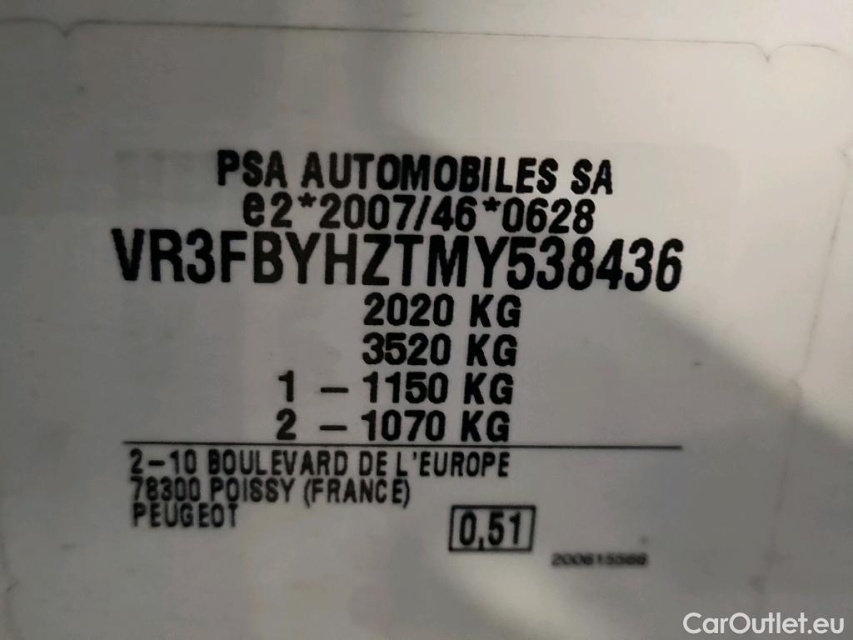 PSA AUTOMOBILES SA
e2*2007/46*0628
VR3FBYHZTMY538436
2020 KG
3520 KG
1 – 1150 KG
2 – 1070 KG
2–10 BOULEVARD DE L'EUROPE
78300 POISSY (FRANCE)
PEUGEOT
0,51
CarOutlet.eu